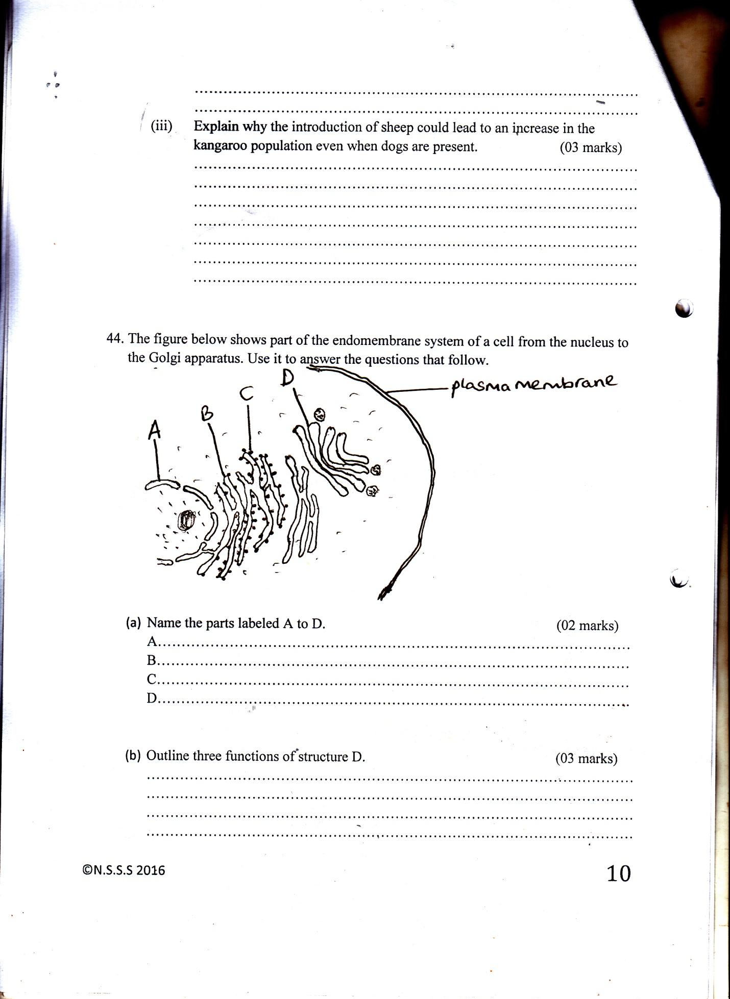 ................................................................
................................................................
(iii) Explain why the introduction of sheep could lead to an increase in the
kangaroo population even when dogs are present. (03 marks)
................................................................
................................................................
................................................................
................................................................
................................................................
................................................................
................................................................
44. The figure below shows part of the endomembrane system of a cell from the nucleus to
the Golgi apparatus. Use it to answer the questions that follow.
D
plasma membrane
C
B
A
(a) Name the parts labeled A to D. (02 marks)
A................................................................
B................................................................
C................................................................
D................................................................
(b) Outline three functions of structure D. (03 marks)
................................................................
................................................................
................................................................
................................................................
©N.S.S.S 2016
10